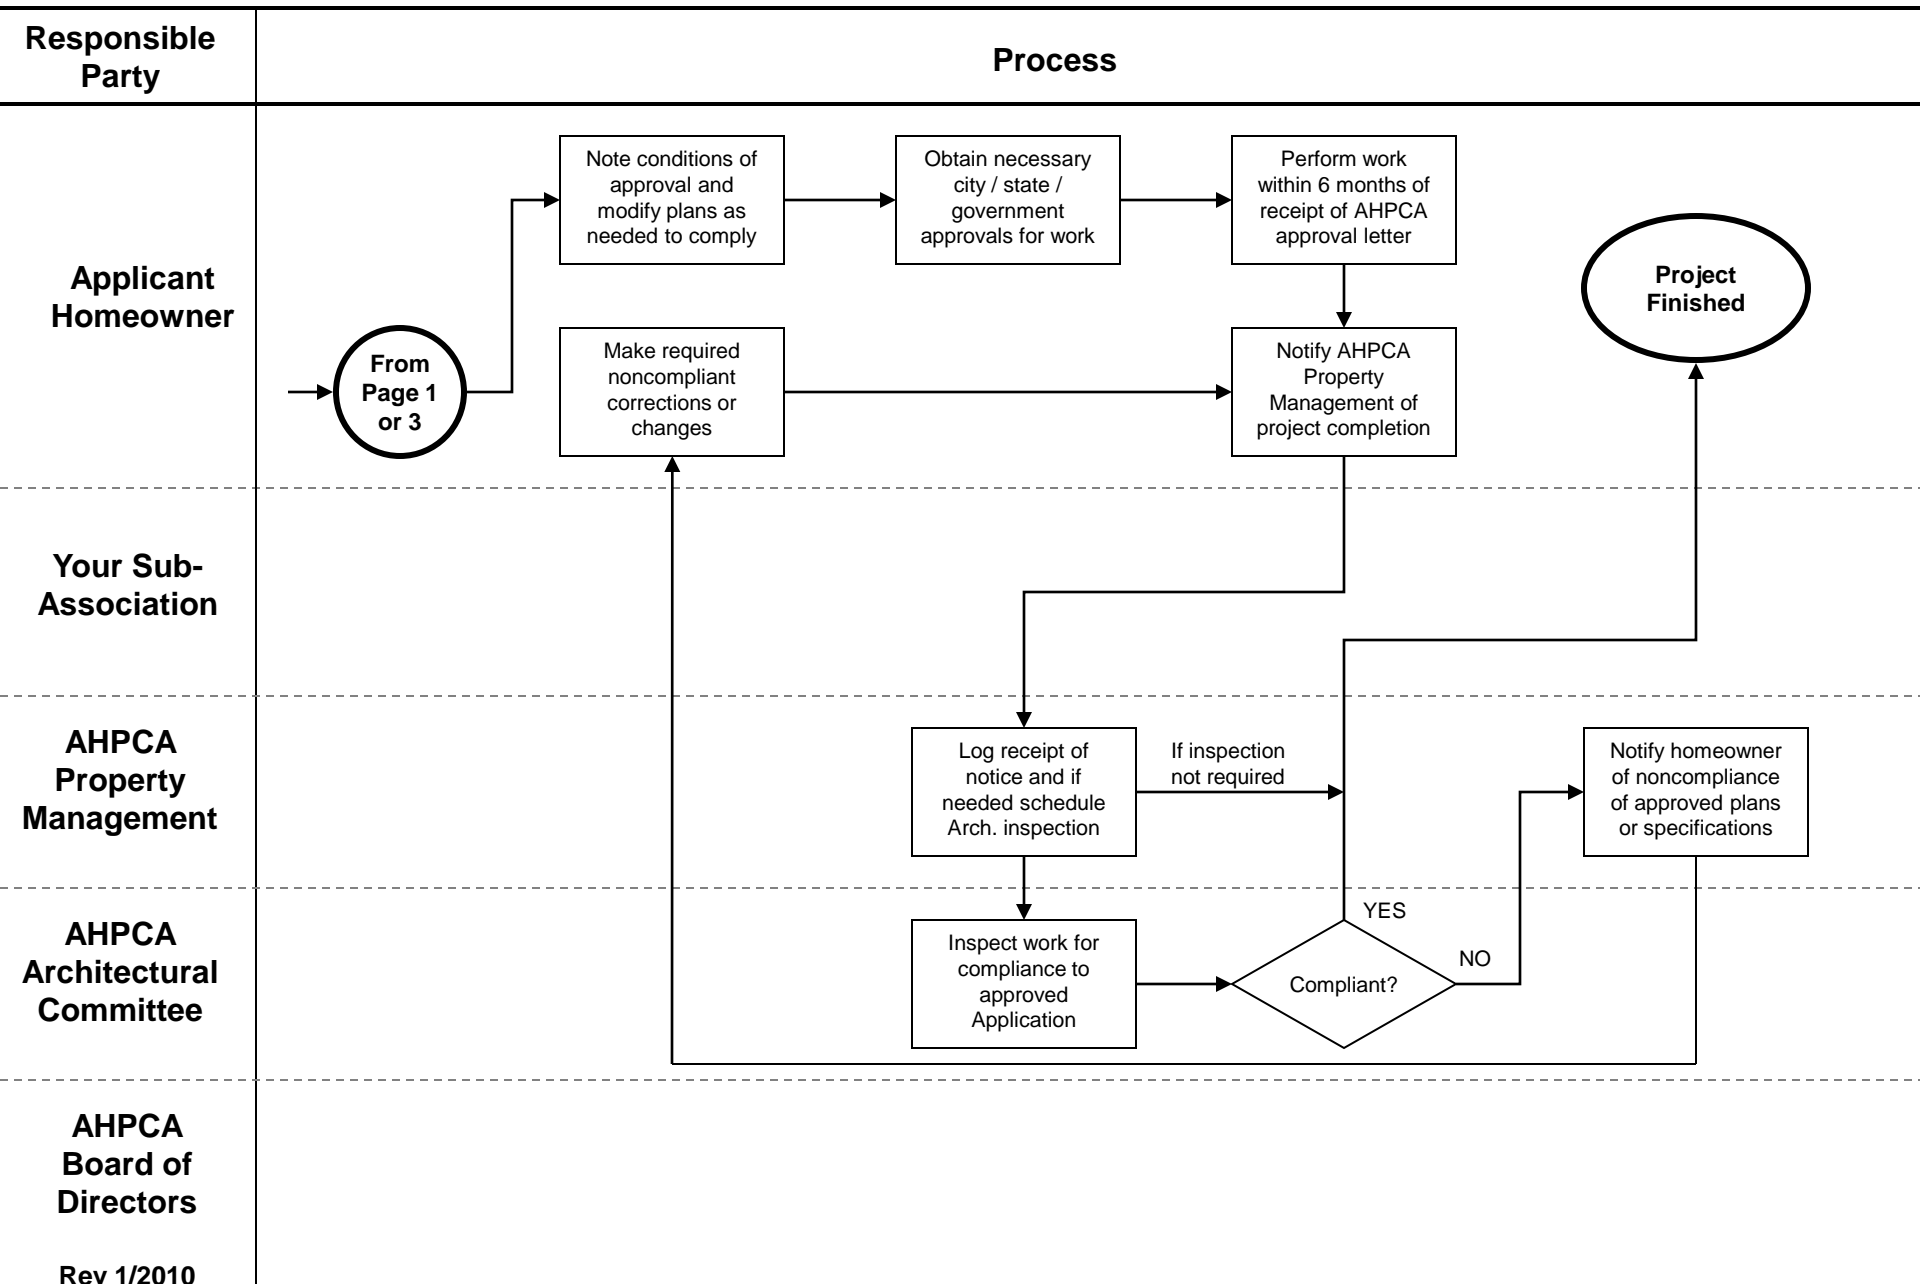 Responsible
Party
Process
Applicant
Homeowner
Note conditions of
approval and
modify plans as
needed to comply
Obtain necessary
city / state /
government
approvals for work
Perform work
within 6 months of
receipt of AHPCA
approval letter
Project
Finished
From
Page 1
or 3
Make required
noncompliant
corrections or
changes
Notify AHPCA
Property
Management of
project completion
Your Sub-
Association
AHPCA
Property
Management
Log receipt of
notice and if
needed schedule
Arch. inspection
If inspection
not required
Notify homeowner
of noncompliance
of approved plans
or specifications
AHPCA
Architectural
Committee
Inspect work for
compliance to
approved
Application
Compliant?
YES
NO
AHPCA
Board of
Directors
Rev 1/2010